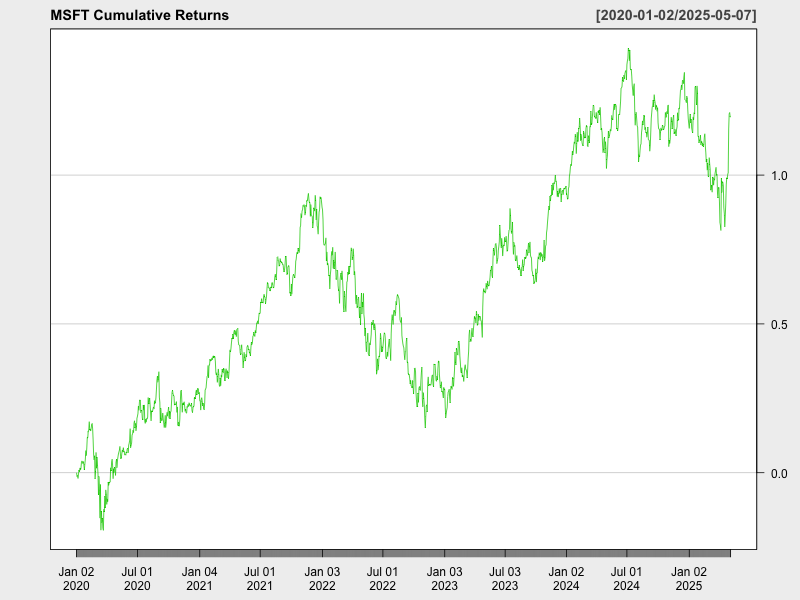 MSFT Cumulative Returns [2020-01-02/2025-05-07]
1.0
0.5
0.0
Jan 02 Jul 01 Jan 04 Jul 01 Jan 03 Jul 01 Jan 03 Jul 03 Jan 02 Jul 01 Jan 02
2020 2020 2021 2021 2022 2022 2023 2023 2024 2024 2025